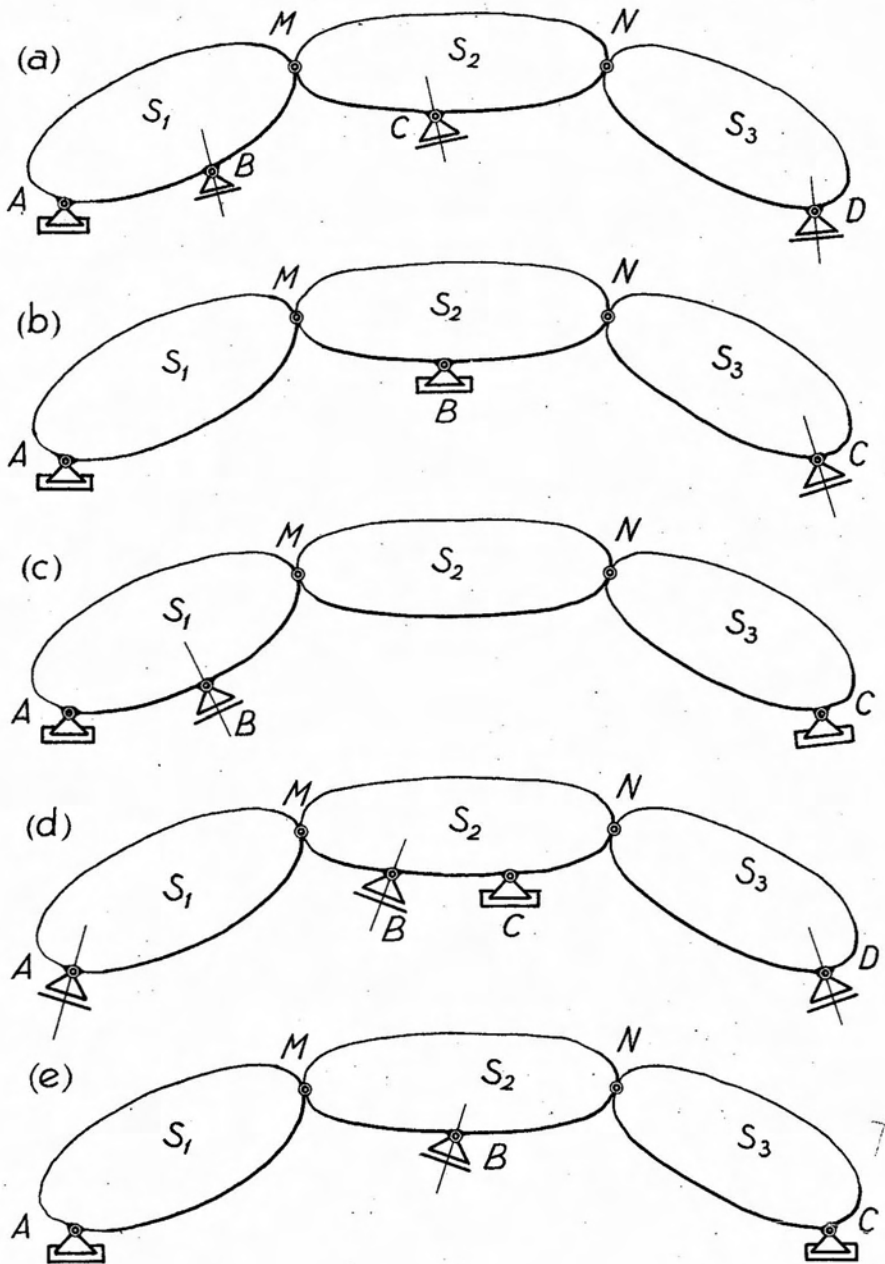 (a) S₁ A B M S₂ C N S₃ D
(b) S₁ A M S₂ B N S₃ C
(c) S₁ A B M S₂ N S₃ C
(d) S₁ A M S₂ B C N S₃ D
(e) S₁ A M S₂ B N S₃ C